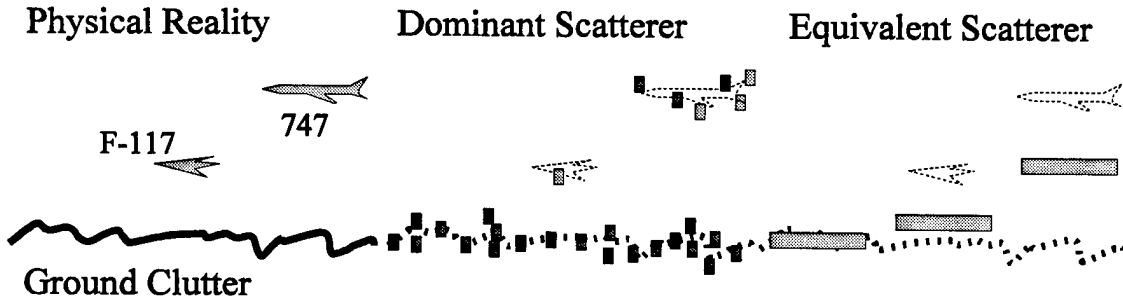 Physical Reality
Dominant Scatterer
Equivalent Scatterer
747
F-117
Ground Clutter